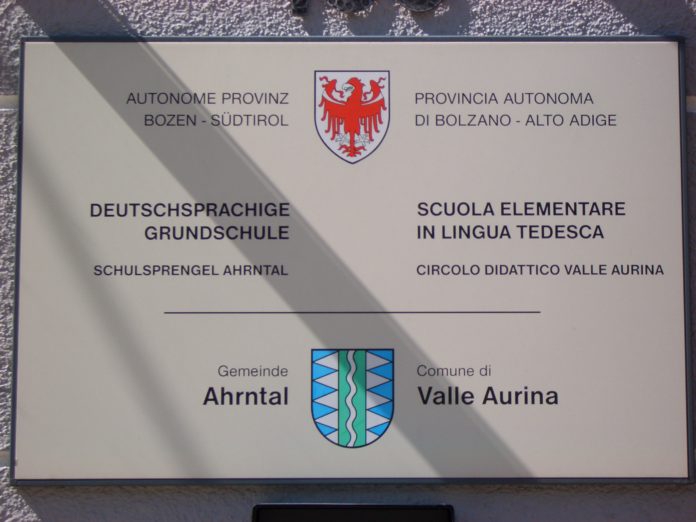 AUTONOME PROVINZ
BOZEN - SÜDTIROL
PROVINCIA AUTONOMA
DI BOLZANO - ALTO ADIGE
DEUTSCHSPRACHIGE
GRUNDSCHULE
SCHULSPRENGEL AHRNTAL
SCUOLA ELEMENTARE
IN LINGUA TEDESCA
CIRCOLO DIDATTICO VALLE AURINA
Gemeinde
Ahrntal
Comune di
Valle Aurina